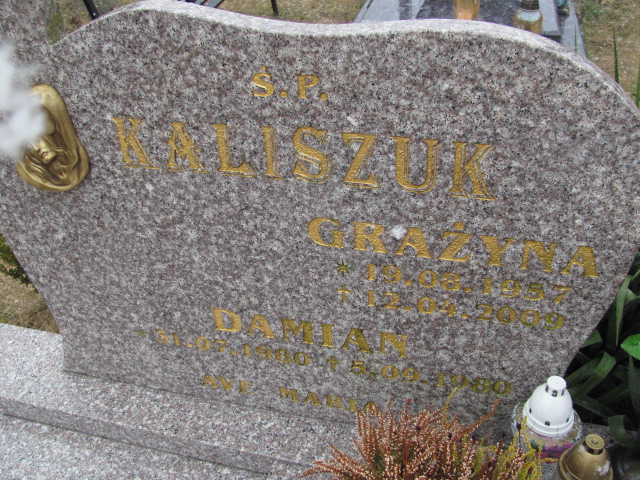 Ś.P.
KALISZUK
GRAŻYNA
* 19.08.1957
† 12.04.2009
DAMIAN
* 31.07.1980 † 5.09.1980
AVE MARIA